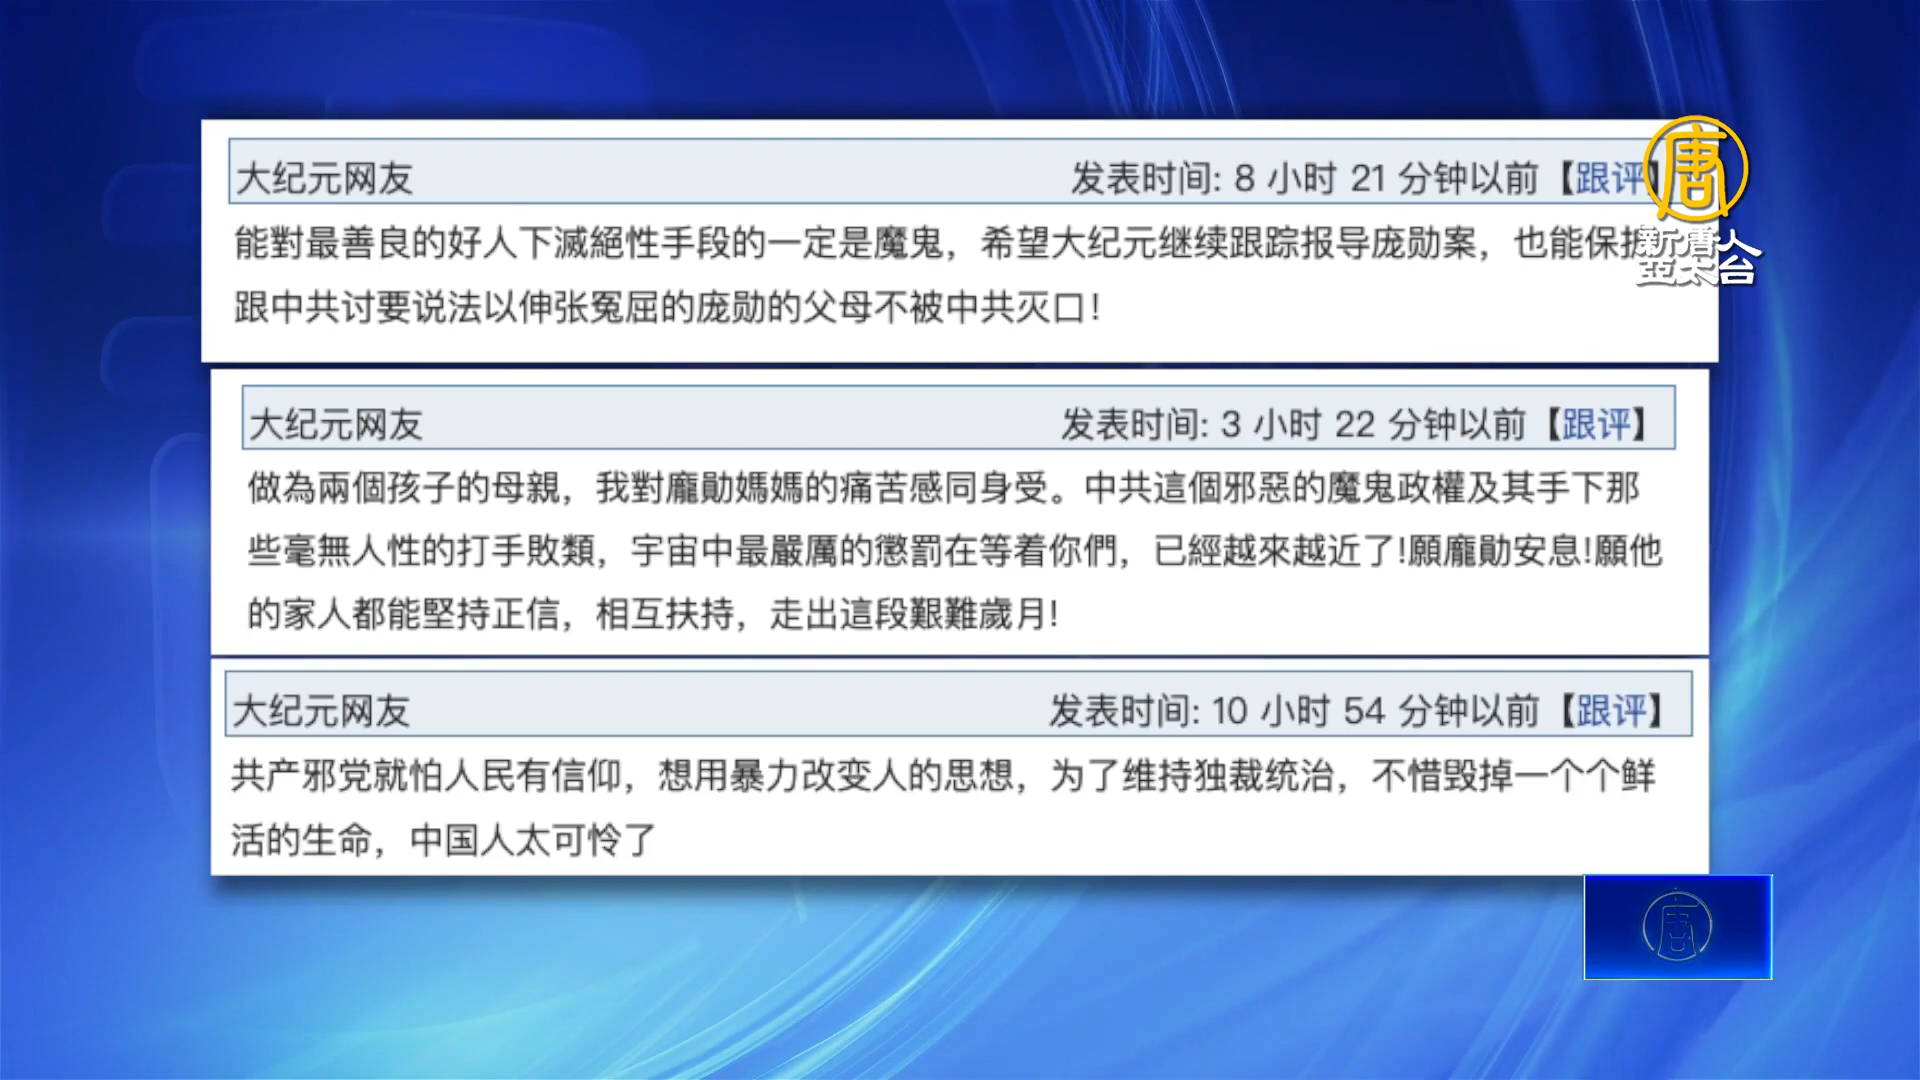 大纪元网友 发表时间: 8 小时 21 分钟以前【跟评】
能對最善良的好人下滅絕性手段的一定是魔鬼，希望大纪元继续跟踪报导庞勋案，也能保护
跟中共讨要说法以伸张冤屈的庞勋的父母不被中共灭口！
唐
新唐人
亞太台
大纪元网友 发表时间: 3 小时 22 分钟以前【跟评】
做為兩個孩子的母親，我對龐勛媽媽的痛苦感同身受。中共這個邪惡的魔鬼政權及其手下那
些毫無人性的打手敗類，宇宙中最嚴厲的懲罰在等着你們，已經越來越近了!願龐勛安息!願他
的家人都能堅持正信，相互扶持，走出這段艱難歲月!
大纪元网友 发表时间: 10 小时 54 分钟以前【跟评】
共产邪党就怕人民有信仰，想用暴力改变人的思想，为了维持独裁统治，不惜毁掉一个个鲜
活的生命，中国人太可怜了
唐